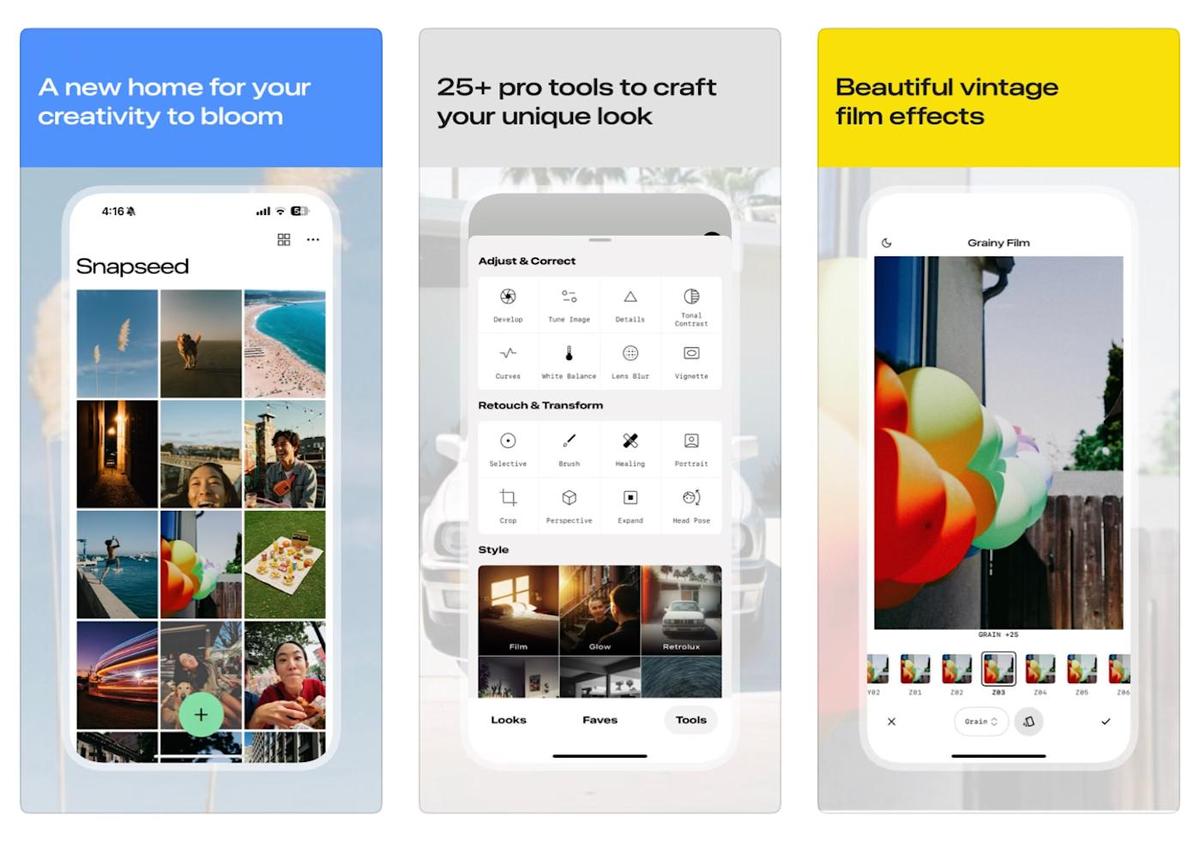 A new home for your
creativity to bloom
4:16
Snapseed
25+ pro tools to craft
your unique look
Adjust & Correct
Develop Tune Image Details Tonal
Contrast
Curves White Balance Lens Blur Vignette
Retouch & Transform
Selective Brush Healing Portrait
Crop Perspective Expand Head Pose
Style
Film Glow Retrolux
Looks Faves Tools
Beautiful vintage
film effects
Grainy Film
GRAIN +25
Y02 Z01 Z02 Z03 Z04 Z05 Z06
Grain